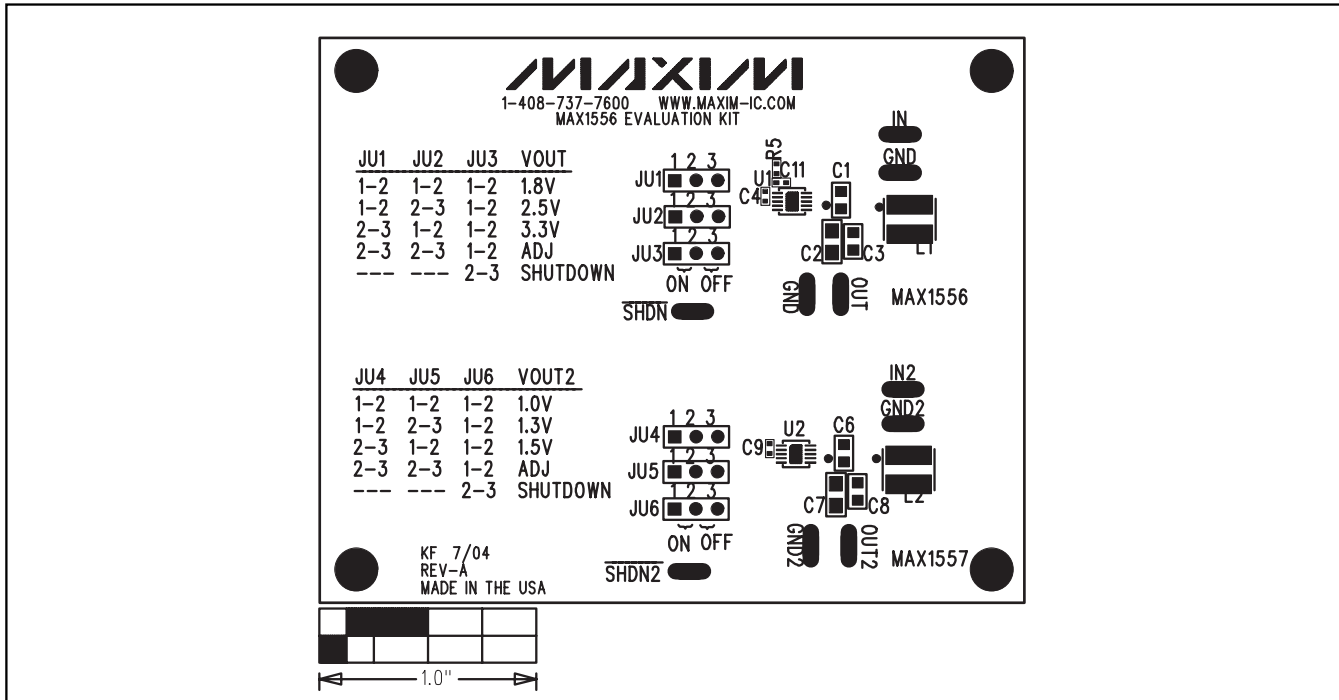 MAXIM
1-408-737-7600 WWW.MAXIM-IC.COM
MAX1556 EVALUATION KIT
JU1 JU2 JU3 VOUT
1-2 1-2 1-2 1.8V
1-2 2-3 1-2 2.5V
2-3 1-2 1-2 3.3V
2-3 2-3 1-2 ADJ
--- --- 2-3 SHUTDOWN
1 2 3
JU1
1 2 3
JU2
1 2 3
JU3
ON OFF
SHDN
R5
U1
C11
C4
C1
C2
C3
IN
GND
L1
GND
OUT
MAX1556
JU4 JU5 JU6 VOUT2
1-2 1-2 1-2 1.0V
1-2 2-3 1-2 1.3V
2-3 1-2 1-2 1.5V
2-3 2-3 1-2 ADJ
--- --- 2-3 SHUTDOWN
1 2 3
JU4
1 2 3
JU5
1 2 3
JU6
ON OFF
SHDN2
U2
C9
C6
C7
C8
IN2
GND2
L2
GND2
OUT2
MAX1557
KF 7/04
REV-A
MADE IN THE USA
1.0"